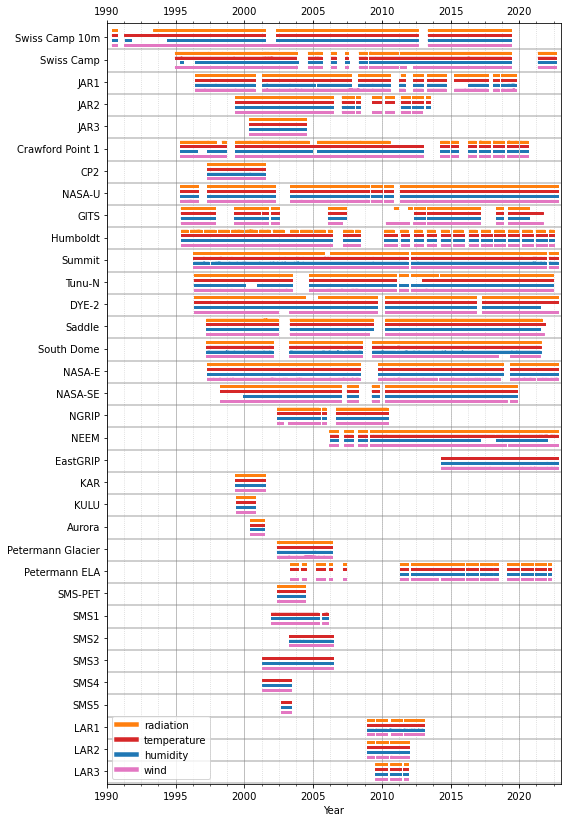 1990 1995 2000 2005 2010 2015 2020
Swiss Camp 10m
Swiss Camp
JAR1
JAR2
JAR3
Crawford Point 1
CP2
NASA-U
GITS
Humboldt
Summit
Tunu-N
DYE-2
Saddle
South Dome
NASA-E
NASA-SE
NGRIP
NEEM
EastGRIP
KAR
KULU
Aurora
Petermann Glacier
Petermann ELA
SMS-PET
SMS1
SMS2
SMS3
SMS4
SMS5
LAR1
LAR2
LAR3
radiation
temperature
humidity
wind
1990 1995 2000 2005 2010 2015 2020
Year